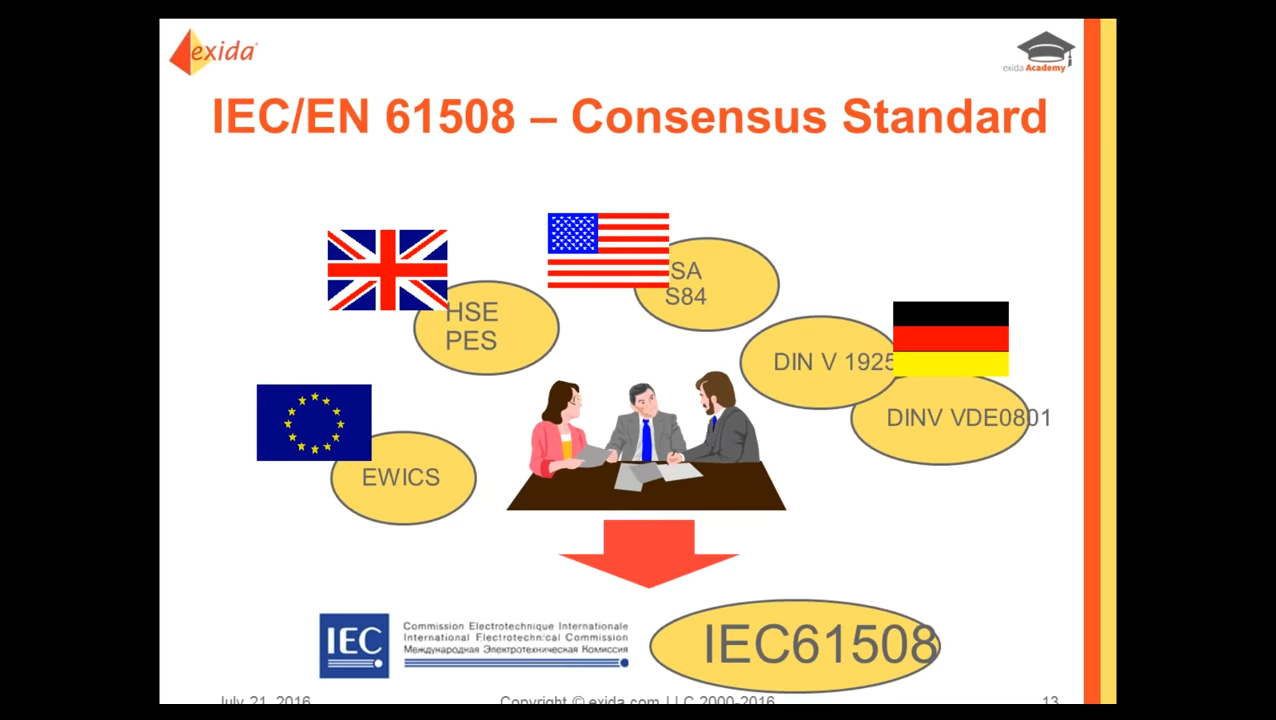 exida
exida Academy
IEC/EN 61508 – Consensus Standard
SA
S84
HSE
PES
DIN V 1925
DINV VDE0801
EWICS
IEC
Commission Electrotechnique Internationale
International Electrotechnical Commission
Международная Электротехническая Комиссия
IEC61508
July 21, 2016
Copyright © exida.com LLC 2000-2016
13